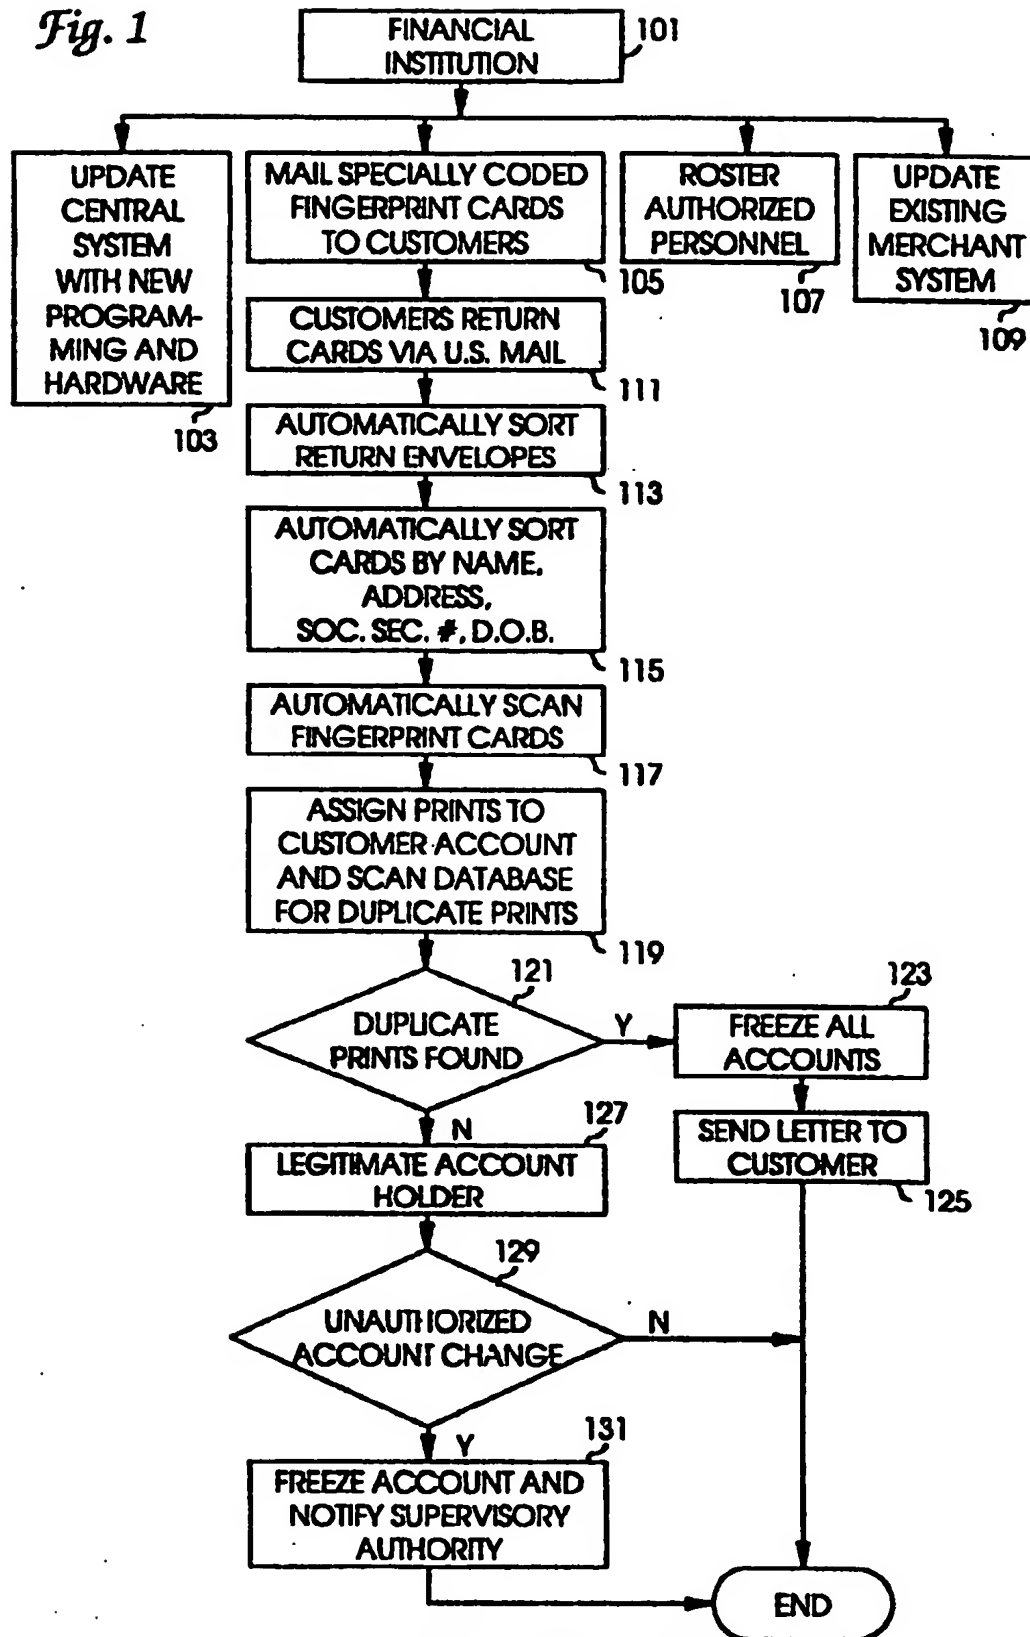 Fig. 1
FINANCIAL
INSTITUTION
101
UPDATE
CENTRAL
SYSTEM
WITH NEW
PROGRAM-
MING AND
HARDWARE
103
MAIL SPECIALLY CODED
FINGERPRINT CARDS
TO CUSTOMERS
105
ROSTER
AUTHORIZED
PERSONNEL
107
UPDATE
EXISTING
MERCHANT
SYSTEM
109
CUSTOMERS RETURN
CARDS VIA U.S. MAIL
111
AUTOMATICALLY SORT
RETURN ENVELOPES
113
AUTOMATICALLY SORT
CARDS BY NAME,
ADDRESS,
SOC. SEC. #, D.O.B.
115
AUTOMATICALLY SCAN
FINGERPRINT CARDS
117
ASSIGN PRINTS TO
CUSTOMER ACCOUNT
AND SCAN DATABASE
FOR DUPLICATE PRINTS
119
121
DUPLICATE
PRINTS FOUND
Y
123
FREEZE ALL
ACCOUNTS
N
127
LEGITIMATE ACCOUNT
HOLDER
SEND LETTER TO
CUSTOMER
125
129
UNAUTHORIZED
ACCOUNT CHANGE
N
Y
131
FREEZE ACCOUNT AND
NOTIFY SUPERVISORY
AUTHORITY
END